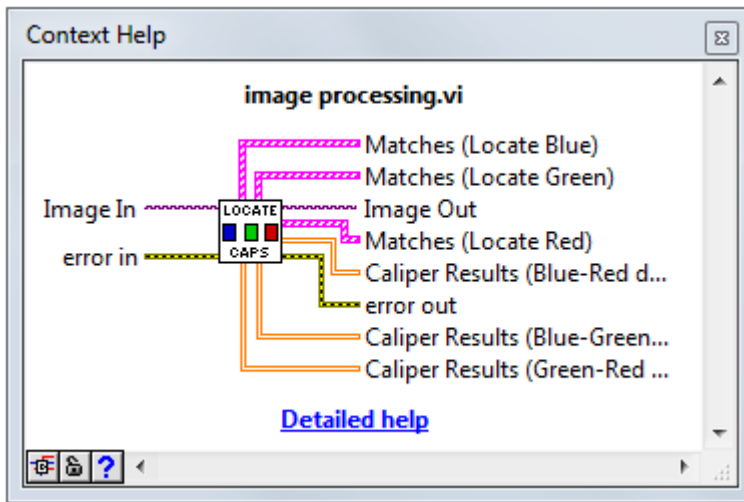 Context Help
image processing.vi
Matches (Locate Blue)
Matches (Locate Green)
Image In
LOCATE
Image Out
Matches (Locate Red)
error in
CAPS
Caliper Results (Blue-Red d...
error out
Caliper Results (Blue-Green...
Caliper Results (Green-Red ...
Detailed help
?